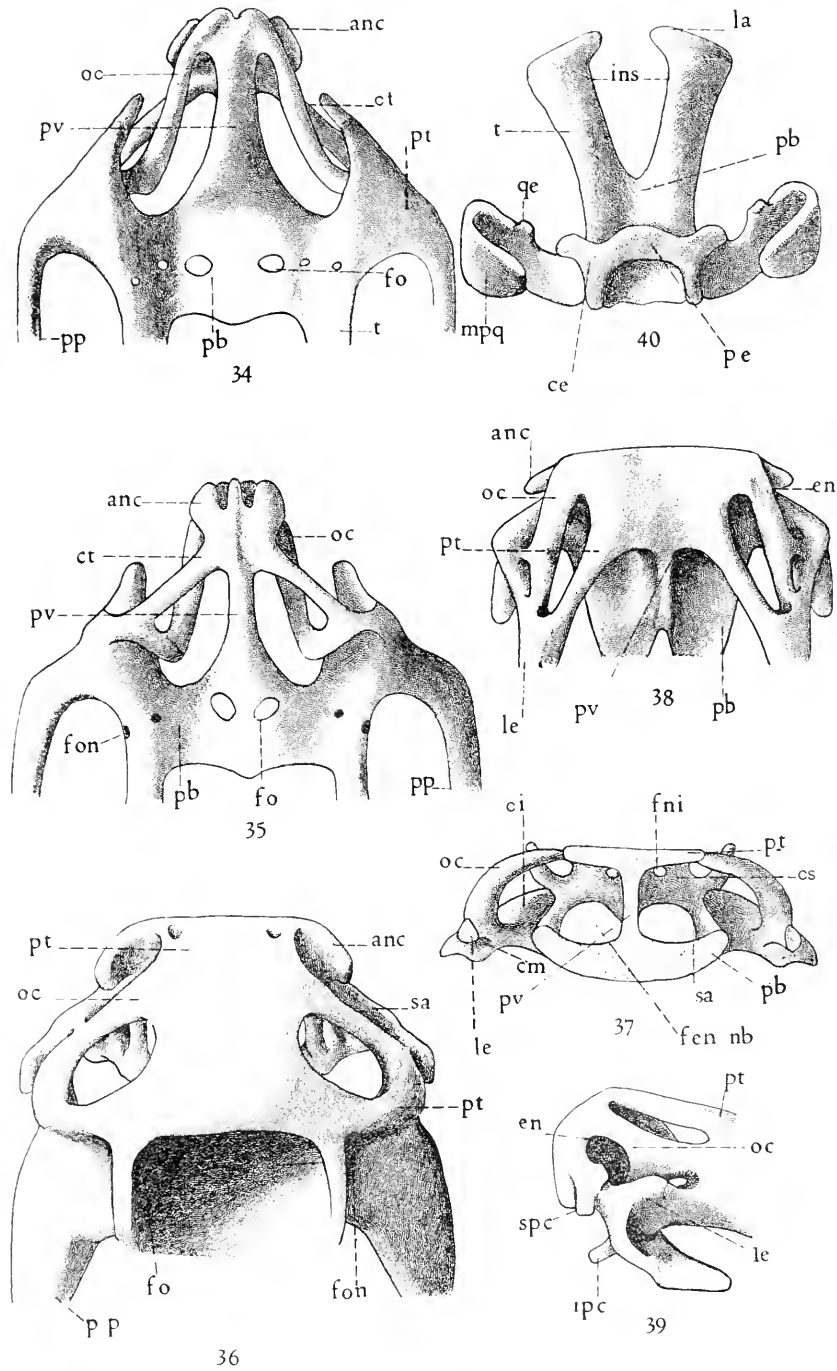 anc
oc
ct
pv
pt
fo
pp
pb
t
34
la
ins
t
pb
qe
mpq
40
pe
ce
anc
oc
ct
pv
fon
pb
fo
pp
35
anc
en
oc
pt
38
le
pv
pb
ci
fni
pt
oc
cs
cm
le
pv
sa
pb
37
fen nb
pt
anc
oc
sa
pt
fo
fon
pp
36
pt
en
oc
spc
le
ipc
39